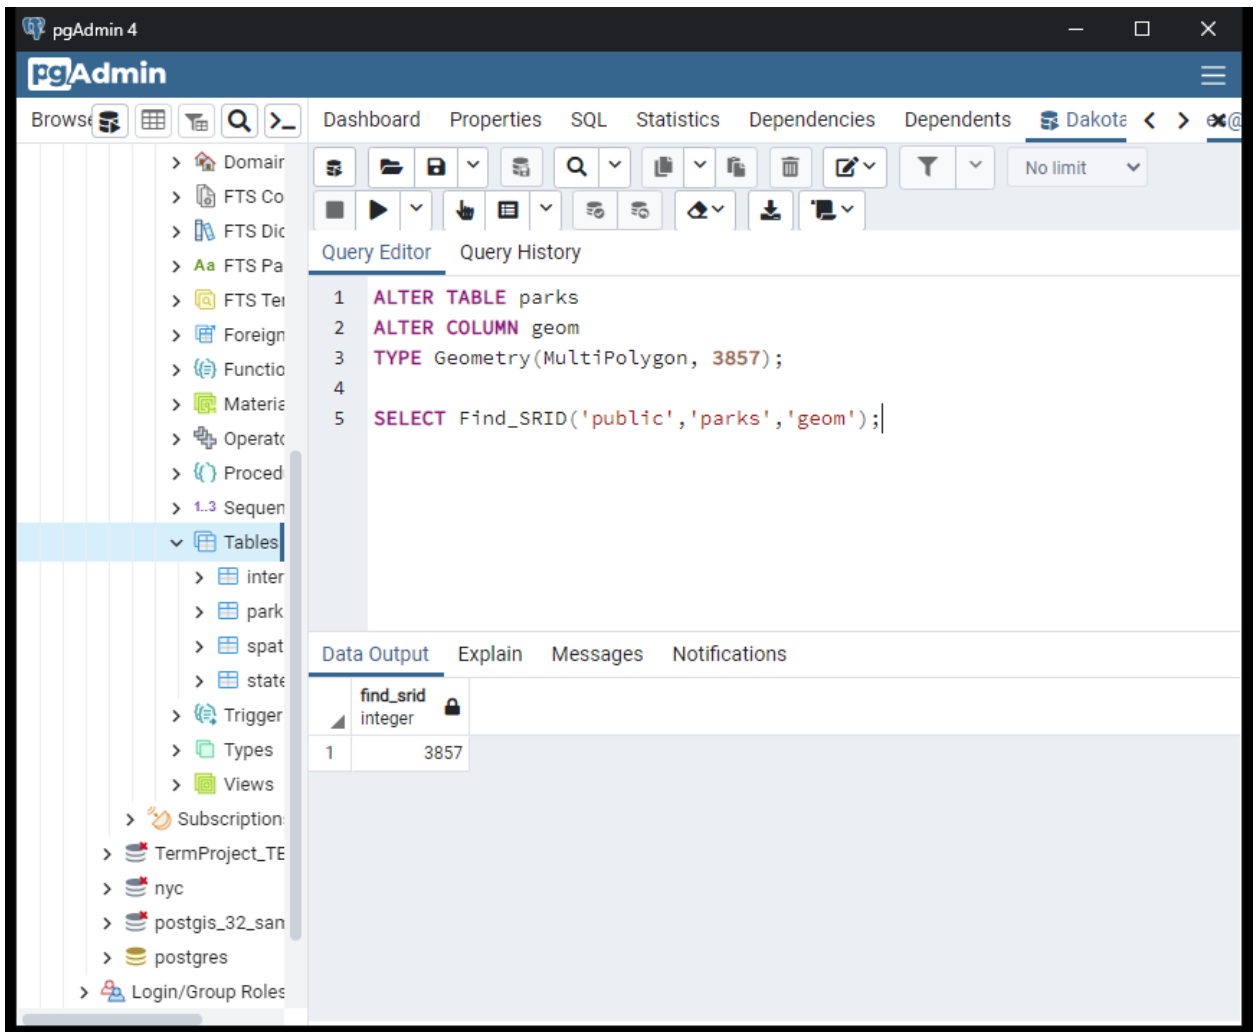 pgAdmin 4
pgAdmin
Browse
Dashboard Properties SQL Statistics Dependencies Dependents Dakota
No limit
Query Editor Query History
1 ALTER TABLE parks
2 ALTER COLUMN geom
3 TYPE Geometry(MultiPolygon, 3857);
4
5 SELECT Find_SRID('public','parks','geom');
Domain
FTS Co
FTS Dic
Aa FTS Pa
FTS Ter
Foreign
Functio
Materia
Operato
Proced
1..3 Sequen
Tables
inter
park
spat
state
Trigger
Types
Views
Subscription
TermProject_TE
nyc
postgis_32_sam
postgres
Login/Group Roles
Data Output Explain Messages Notifications
find_srid
integer
1 3857